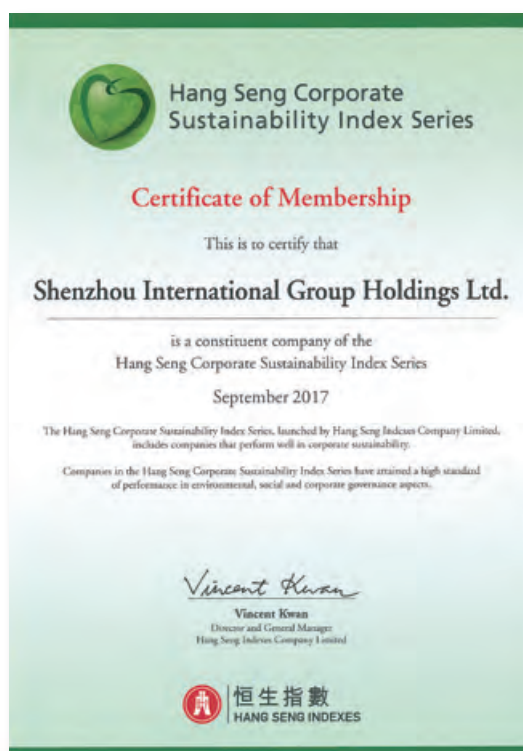 Hang Seng Corporate
Sustainability Index Series
Certificate of Membership
This is to certify that
Shenzhou International Group Holdings Ltd.
is a constituent company of the
Hang Seng Corporate Sustainability Index Series
September 2017
The Hang Seng Corporate Sustainability Index Series, launched by Hang Seng Indexes Company Limited,
includes companies that perform well in corporate sustainability.
Companies in the Hang Seng Corporate Sustainability Index Series have attained a high standard
of performance in environmental, social and corporate governance aspects.
Vincent Kwan
Vincent Kwan
Director and General Manager
Hang Seng Indexes Company Limited
恒生指數
HANG SENG INDEXES